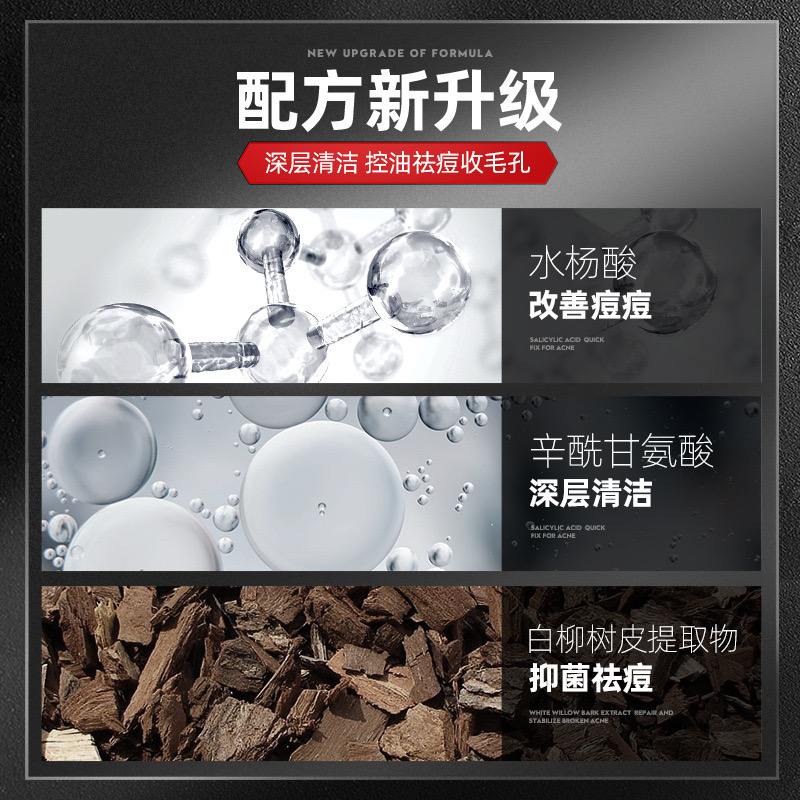 NEW UPGRADE OF FORMULA
配方新升级
深层清洁 控油祛痘收毛孔
水杨酸
改善痘痘
SALICYLIC ACID QUICK
FIX FOR ACNE
辛酰甘氨酸
深层清洁
SALICYLIC ACID QUICK
FIX FOR ACNE
白柳树皮提取物
抑菌祛痘
WHITE WILLOW BARK EXTRACT REPAIR AND
STABILIZE BROKEN ACNE